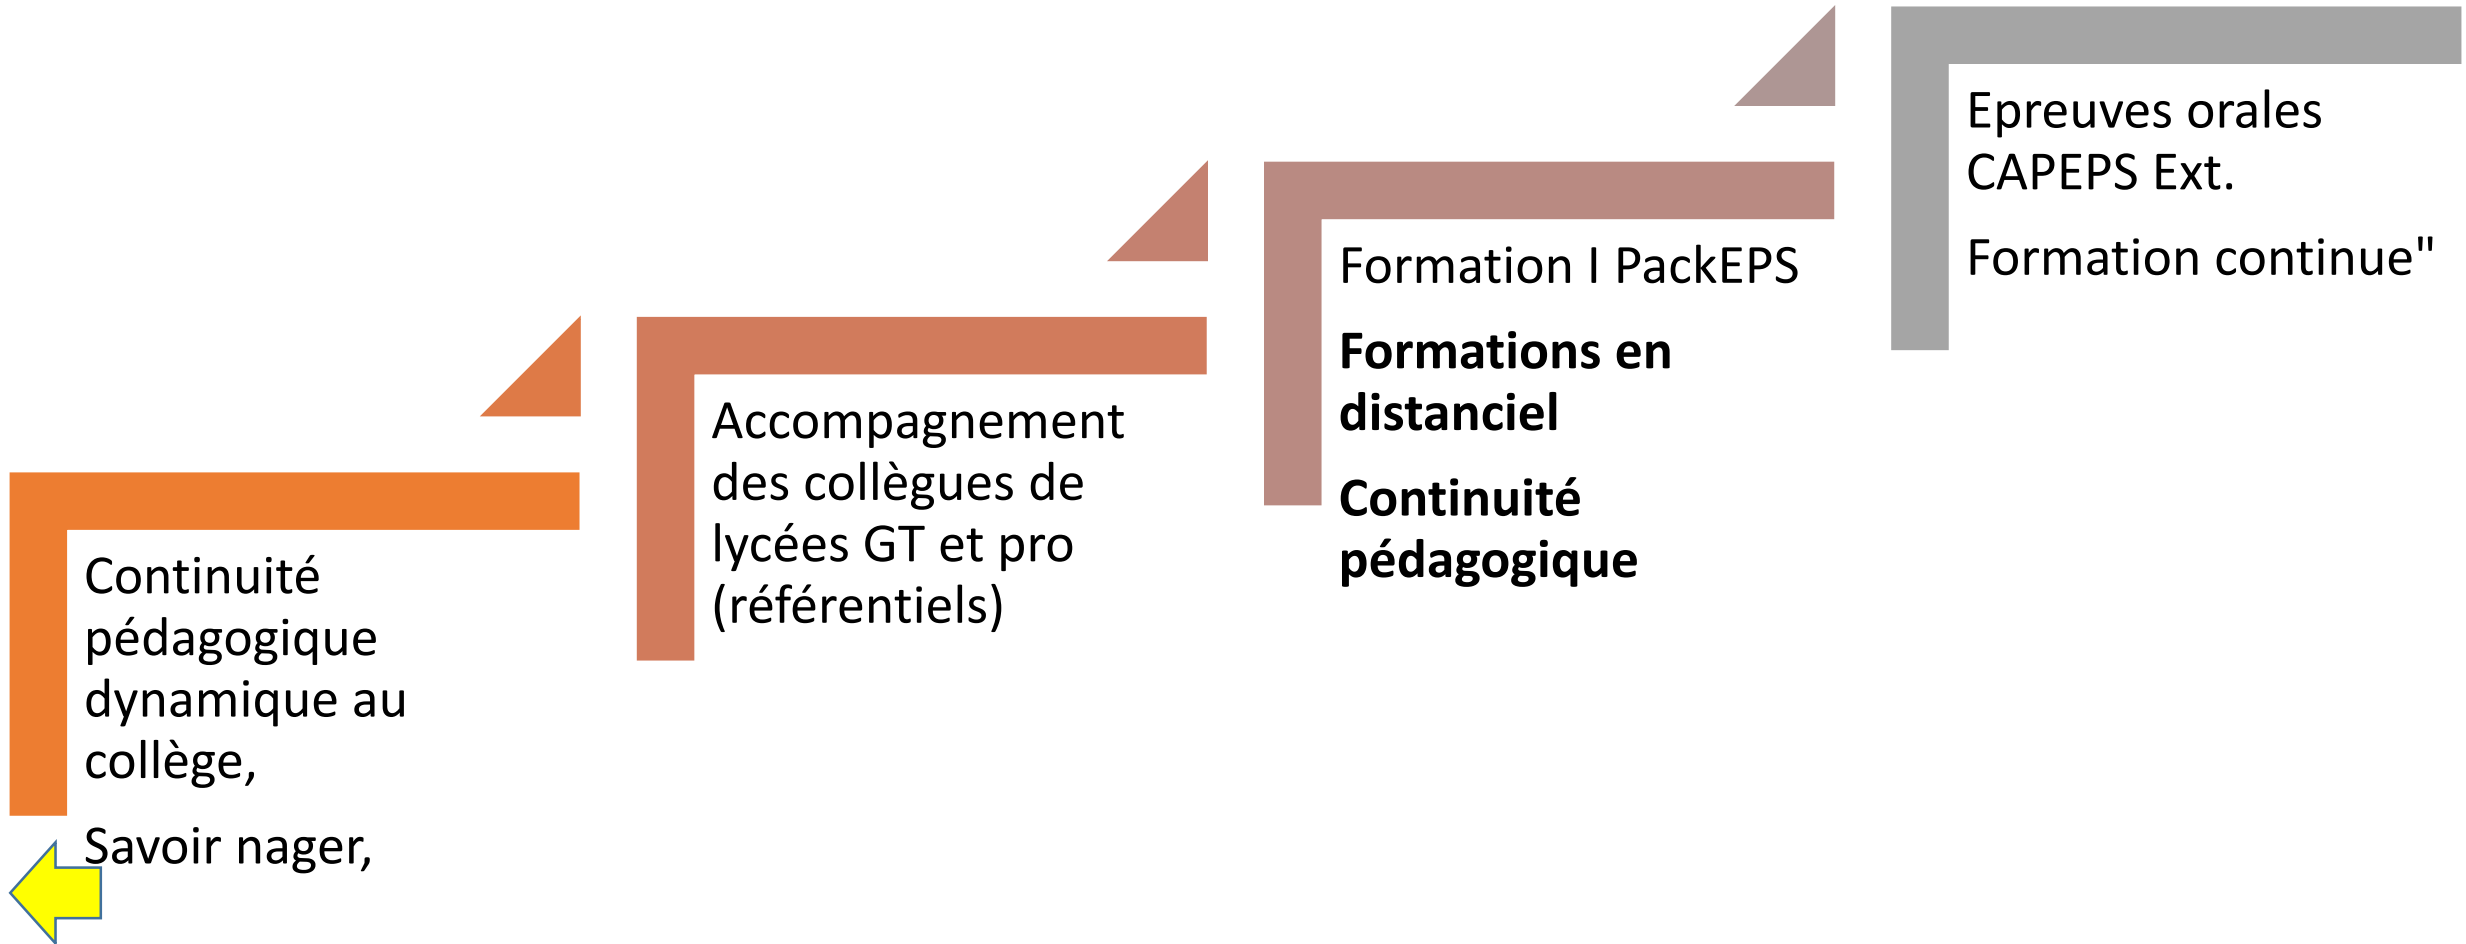 Continuité
pédagogique
dynamique au
collège,
Savoir nager,
Accompagnement
des collègues de
lycées GT et pro
(référentiels)
Formation I PackEPS
Formations en
distanciel
Continuité
pédagogique
Epreuves orales
CAPEPS Ext.
Formation continue"